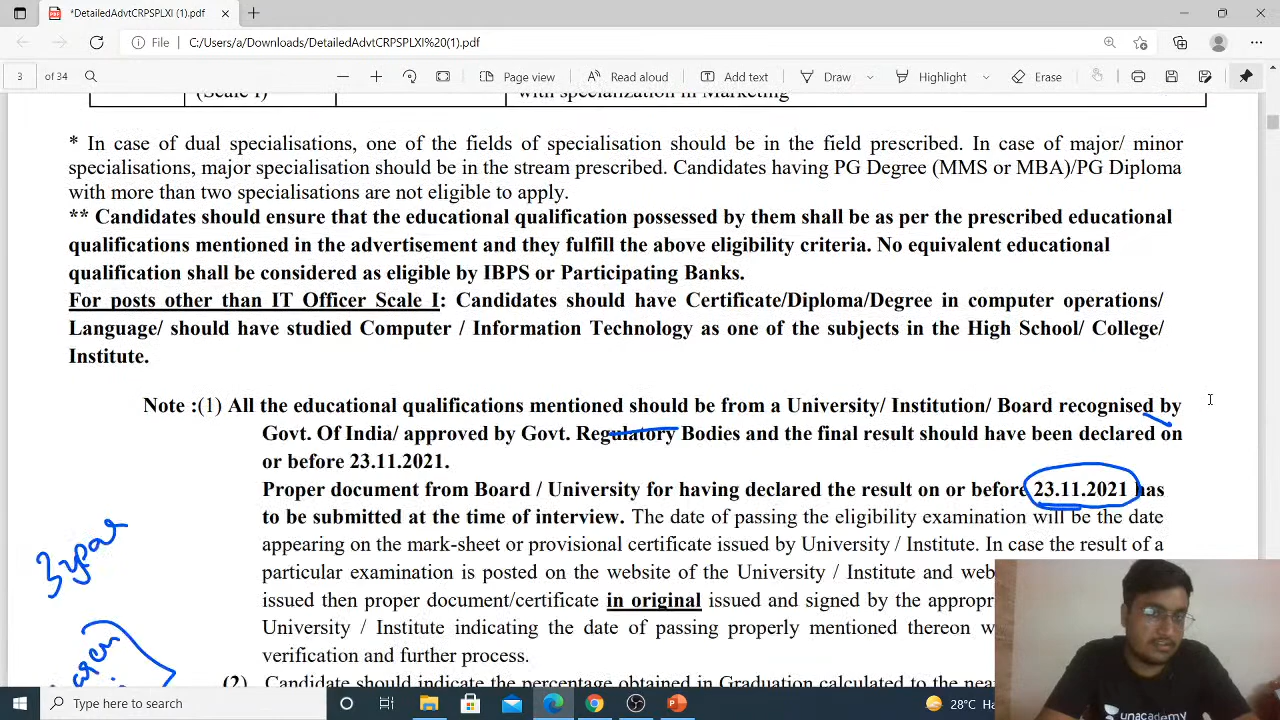 *DetailedAdvtCRPSPLXI (1).pdf
File C:/Users/a/Downloads/DetailedAdvtCRPSPLXI%20(1).pdf
3 of 34 Page view Read aloud Add text Draw Highlight Erase
(Scale I) with specialization in Marketing
* In case of dual specialisations, one of the fields of specialisation should be in the field prescribed. In case of major/ minor
specialisations, major specialisation should be in the stream prescribed. Candidates having PG Degree (MMS or MBA)/PG Diploma
with more than two specialisations are not eligible to apply.
** Candidates should ensure that the educational qualification possessed by them shall be as per the prescribed educational
qualifications mentioned in the advertisement and they fulfill the above eligibility criteria. No equivalent educational
qualification shall be considered as eligible by IBPS or Participating Banks.
For posts other than IT Officer Scale I: Candidates should have Certificate/Diploma/Degree in computer operations/
Language/ should have studied Computer / Information Technology as one of the subjects in the High School/ College/
Institute.
Note :(1) All the educational qualifications mentioned should be from a University/ Institution/ Board recognised by
Govt. Of India/ approved by Govt. Regulatory Bodies and the final result should have been declared on
or before 23.11.2021.
Proper document from Board / University for having declared the result on or before 23.11.2021 has
to be submitted at the time of interview. The date of passing the eligibility examination will be the date
appearing on the mark-sheet or provisional certificate issued by University / Institute. In case the result of a
particular examination is posted on the website of the University / Institute and web
issued then proper document/certificate in original issued and signed by the approp
University / Institute indicating the date of passing properly mentioned thereon w
verification and further process.
(2) Candidate should indicate the percentage obtained in Graduation calculated to the nea
3 year
unacademy
Type here to search 28°C Ha